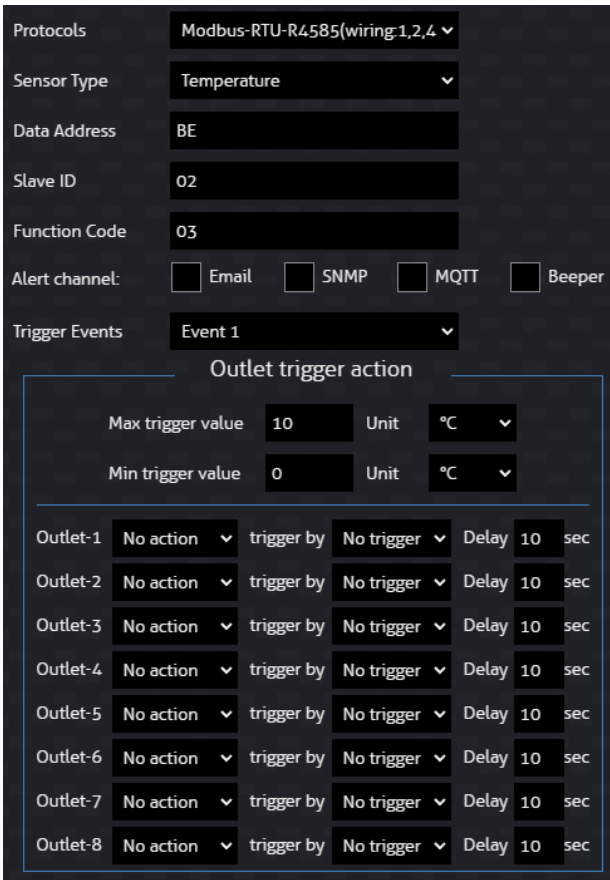 Protocols Modbus-RTU-R4585(wiring:1,2,4
Sensor Type Temperature
Data Address BE
Slave ID 02
Function Code 03
Alert channel: Email SNMP MQTT Beeper
Trigger Events Event 1
Outlet trigger action
Max trigger value 10 Unit °C
Min trigger value 0 Unit °C
Outlet-1 No action trigger by No trigger Delay 10 sec
Outlet-2 No action trigger by No trigger Delay 10 sec
Outlet-3 No action trigger by No trigger Delay 10 sec
Outlet-4 No action trigger by No trigger Delay 10 sec
Outlet-5 No action trigger by No trigger Delay 10 sec
Outlet-6 No action trigger by No trigger Delay 10 sec
Outlet-7 No action trigger by No trigger Delay 10 sec
Outlet-8 No action trigger by No trigger Delay 10 sec